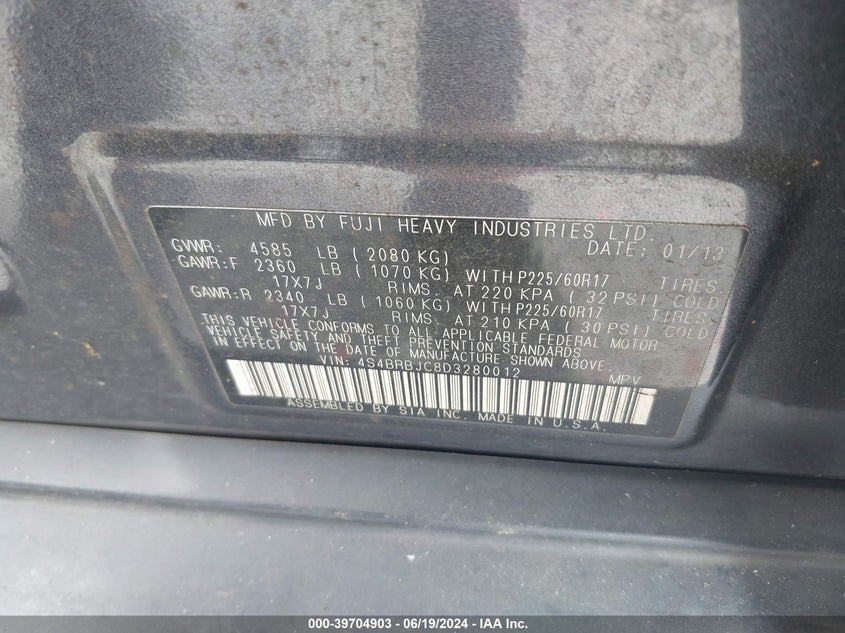 MFD BY FUJI HEAVY INDUSTRIES LTD
DATE: 01/13
GVWR: 4585 LB ( 2080 KG)
GAWR:F 2360 LB ( 1070 KG) WITH P225/60R17 TIRES
17X7J RIMS, AT 220 KPA ( 32 PSI) COLD
GAWR:R 2340 LB ( 1060 KG) WITH P225/60R17 TIRES
17X7J RIMS, AT 210 KPA ( 30 PSI) COLD
THIS VEHICLE CONFORMS TO ALL APPLICABLE FEDERAL MOTOR
VEHICLE SAFETY AND THEFT PREVENTION STANDARDS
IN EFFECT ON THE DATE OF MANUFACTURE SHOWN ABOVE.
VIN: 4S4BRBJC8D3280012 MPV
ASSEMBLED BY SIA INC. MADE IN U.S.A.
000-39704903 - 06/19/2024 - IAA Inc.